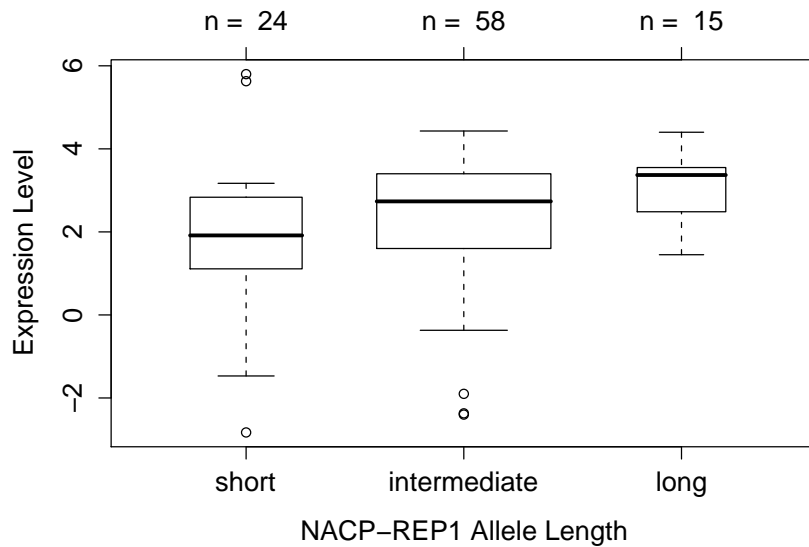 n = 24 n = 58 n = 15
Expression Level
6
4
2
0
−2
short intermediate long
NACP−REP1 Allele Length